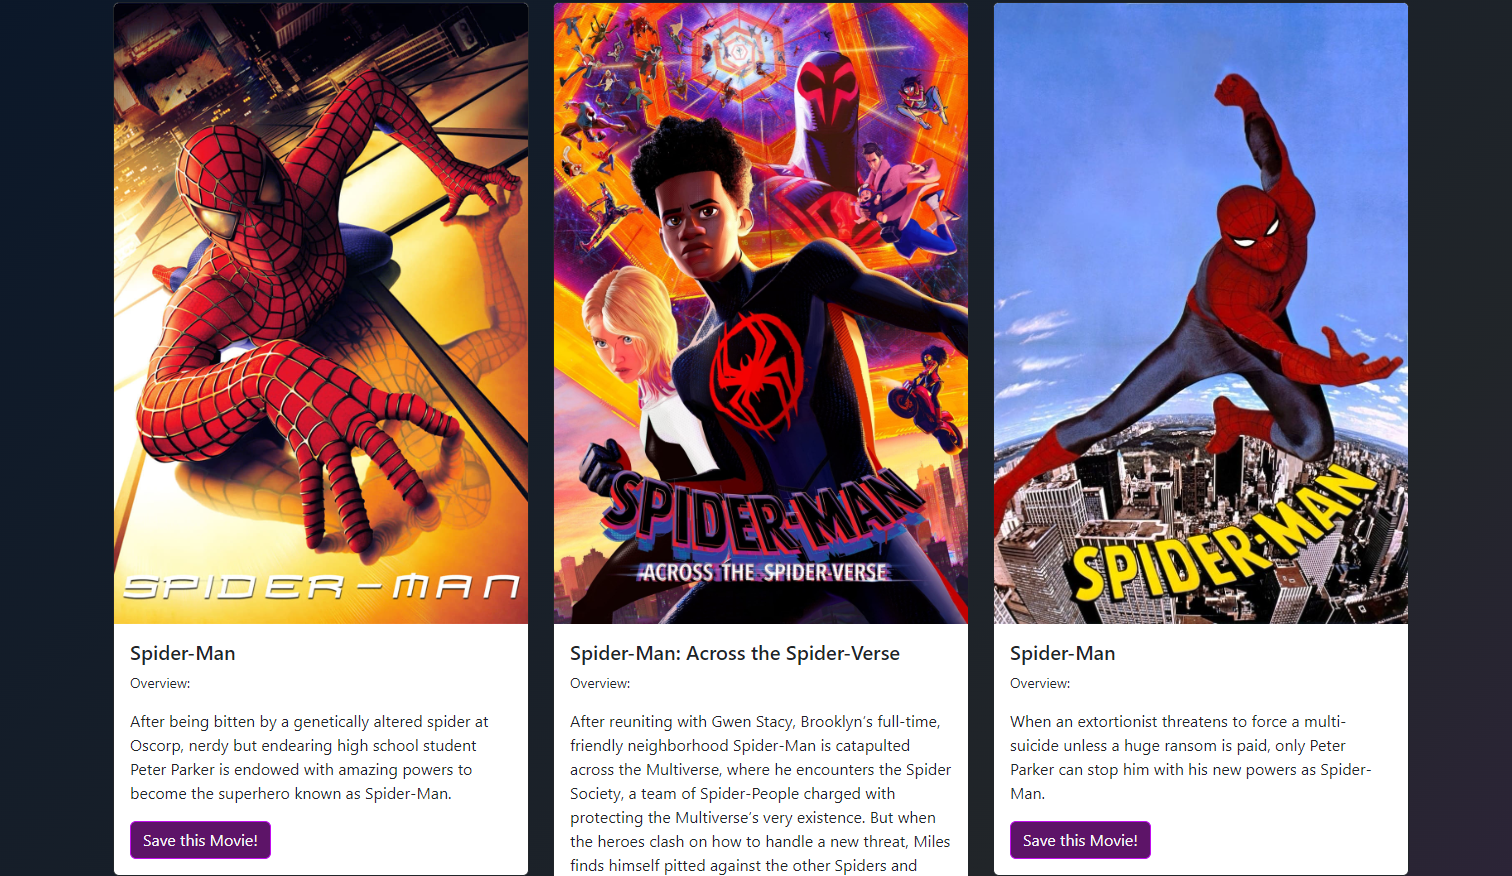 SPIDER-MAN
Spider-Man
Overview:
After being bitten by a genetically altered spider at
Oscorp, nerdy but endearing high school student
Peter Parker is endowed with amazing powers to
become the superhero known as Spider-Man.
Save this Movie!
SPIDER-MAN
ACROSS THE SPIDER-VERSE
Spider-Man: Across the Spider-Verse
Overview:
After reuniting with Gwen Stacy, Brooklyn’s full-time,
friendly neighborhood Spider-Man is catapulted
across the Multiverse, where he encounters the Spider
Society, a team of Spider-People charged with
protecting the Multiverse’s very existence. But when
the heroes clash on how to handle a new threat, Miles
finds himself pitted against the other Spiders and
SPIDER-MAN
Spider-Man
Overview:
When an extortionist threatens to force a multi-
suicide unless a huge ransom is paid, only Peter
Parker can stop him with his new powers as Spider-
Man.
Save this Movie!